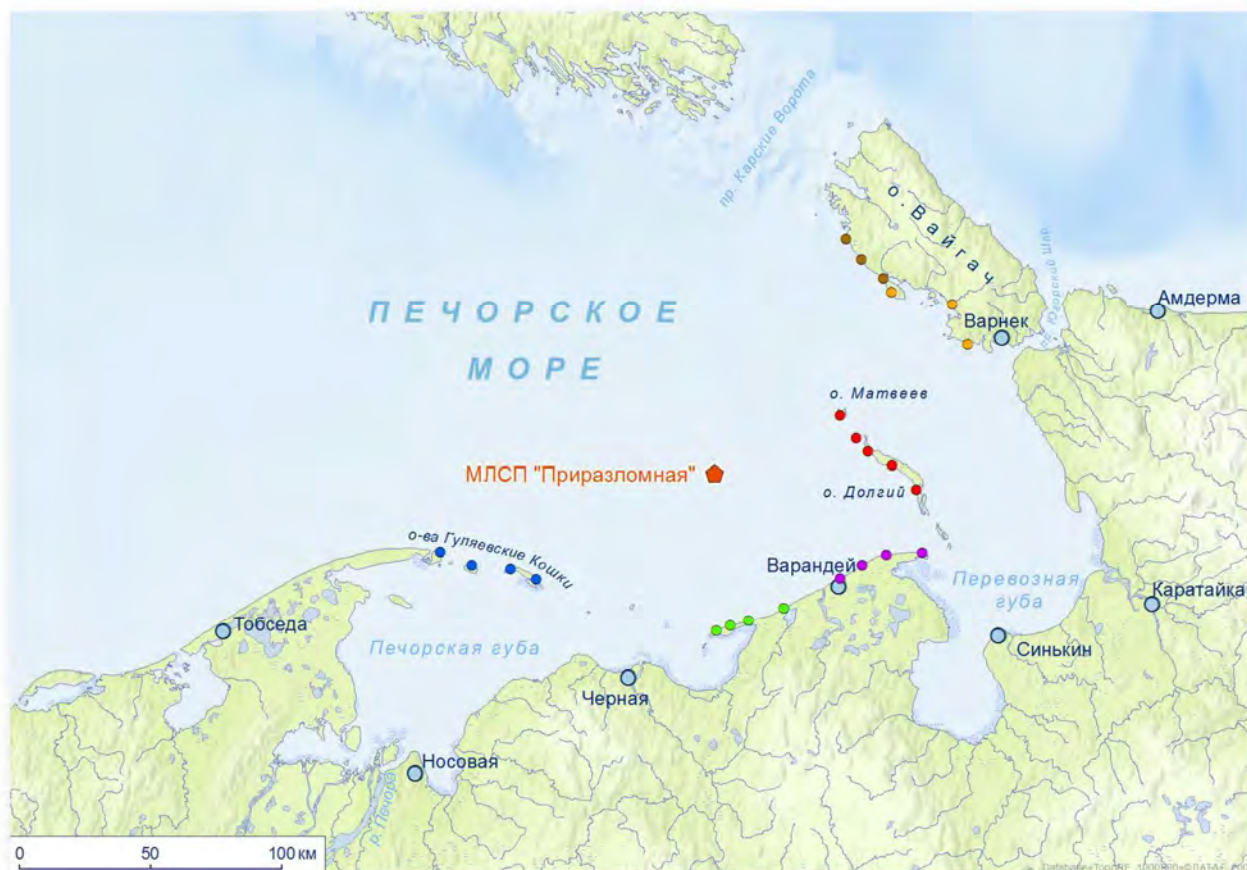 пр. Карские Ворота
о. Вайгач
пр. Югорский Шар
Амдерма
Варнек
ПЕЧОРСКОЕ
МОРЕ
о. Матвеев
МЛСП "Приразломная"
о. Долгий
о-ва Гуляевские Кошки
Варандей
Перевозная
губа
Каратайка
Тобседа
Печорская губа
Синькин
Черная
Носовая
р. Печора
0 50 100 км